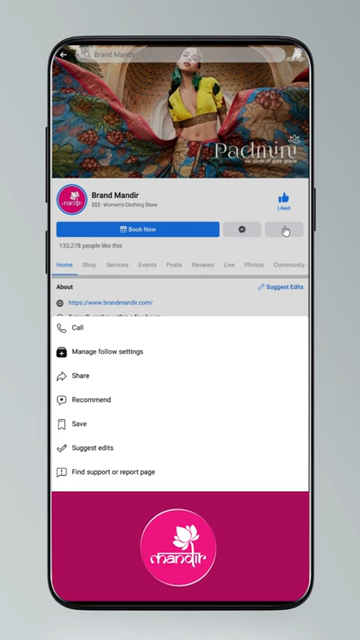 Brand Mandir
Padmini
Brand Mandir
$$$ · Women's Clothing Store
Liked
Book Now
133,278 people like this
Home Shop Services Events Posts Reviews Live Photos Community
About
Suggest Edits
https://www.brandmandir.com/
Call
Manage follow settings
Share
Recommend
Save
Suggest edits
Find support or report page
mandir